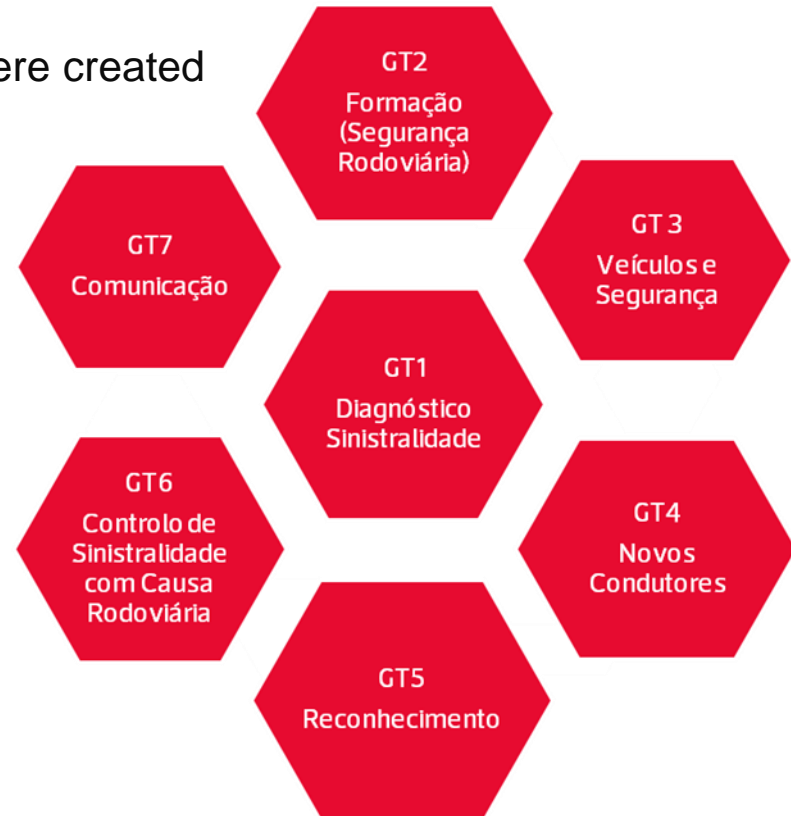 ere created
GT2
Formação
(Segurança
Rodoviária)
GT 3
Veículos e
Segurança
GT7
Comunicação
GT1
Diagnóstico
Sinistralidade
GT6
Controlo de
Sinistralidade
com Causa
Rodoviária
GT4
Novos
Condutores
GT5
Reconhecimento